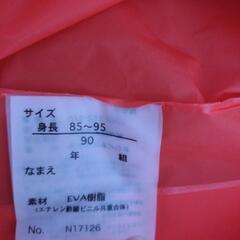 サイズ
身長 85～95
90
年 組
なまえ
素材 EVA樹脂
(エチレン酢酸ビニル共重合体)
No. N17126